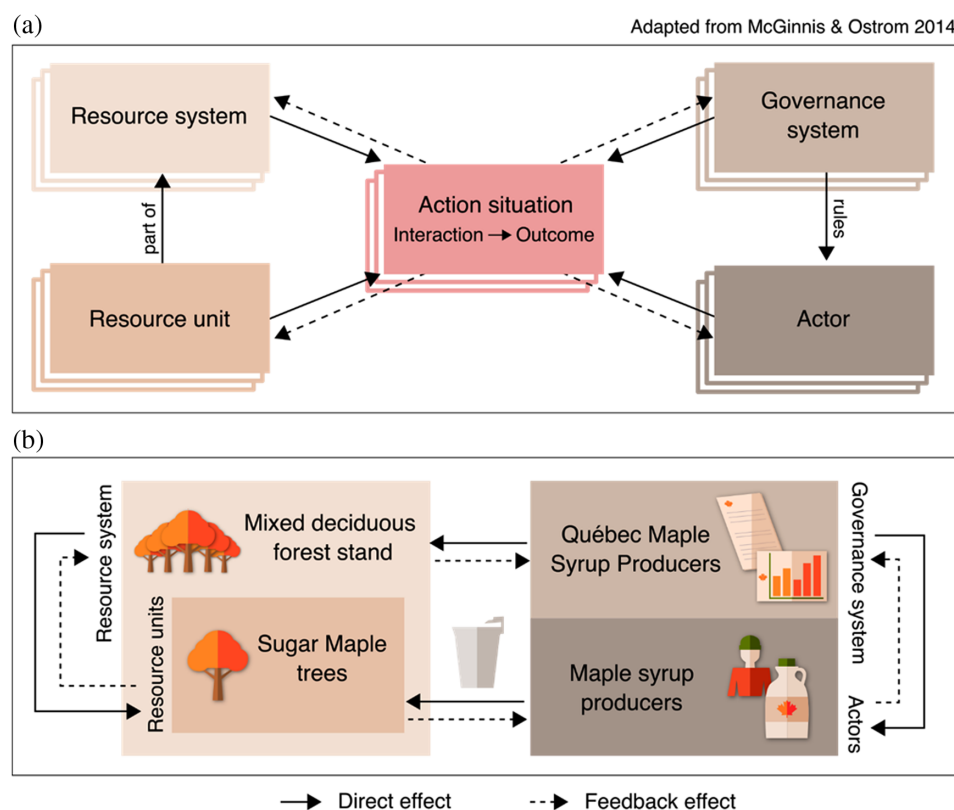 (a)
Adapted from McGinnis & Ostrom 2014
Resource system
Governance
system
Action situation
Interaction → Outcome
part of
rules
Resource unit
Actor
(b)
Resource system
Mixed deciduous
forest stand
Québec Maple
Syrup Producers
Governance system
Resource units
Sugar Maple
trees
Maple syrup
producers
Actors
Direct effect
Feedback effect